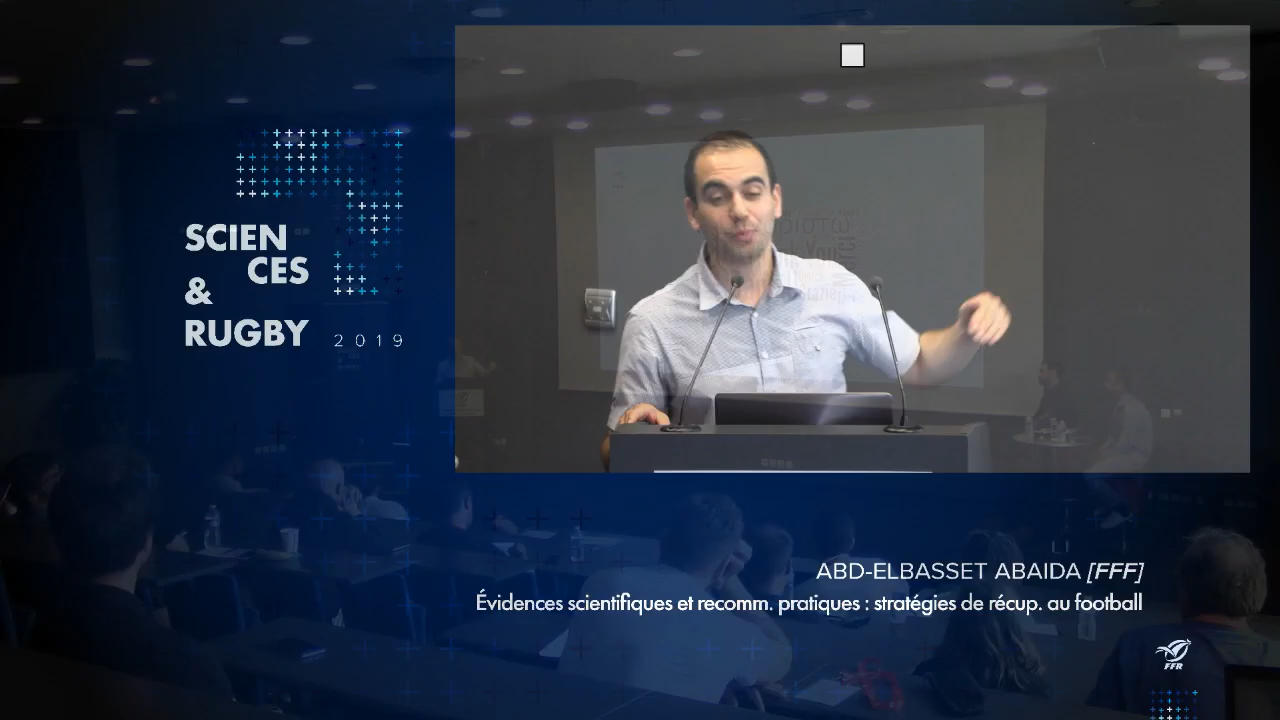 SCIEN
CES
&
RUGBY 2019
ABD-ELBASSET ABAIDA [FFF]
Évidences scientifiques et recomm. pratiques : stratégies de récup. au football
FFR